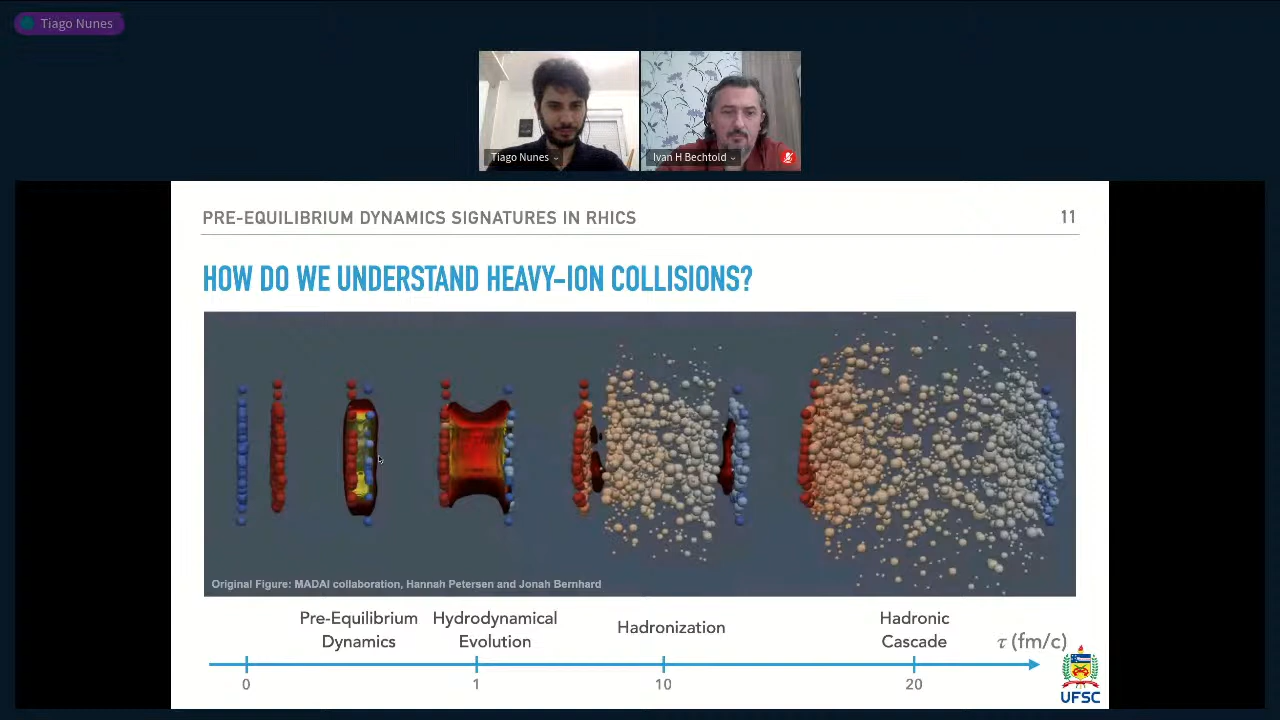 Tiago Nunes
Tiago Nunes
Ivan H Bechtold
PRE-EQUILIBRIUM DYNAMICS SIGNATURES IN RHICS
11
HOW DO WE UNDERSTAND HEAVY-ION COLLISIONS?
Original Figure: MADAI collaboration, Hannah Petersen and Jonah Bernhard
Pre-Equilibrium
Dynamics
Hydrodynamical
Evolution
Hadronization
Hadronic
Cascade
τ (fm/c)
0
1
10
20
UFSC